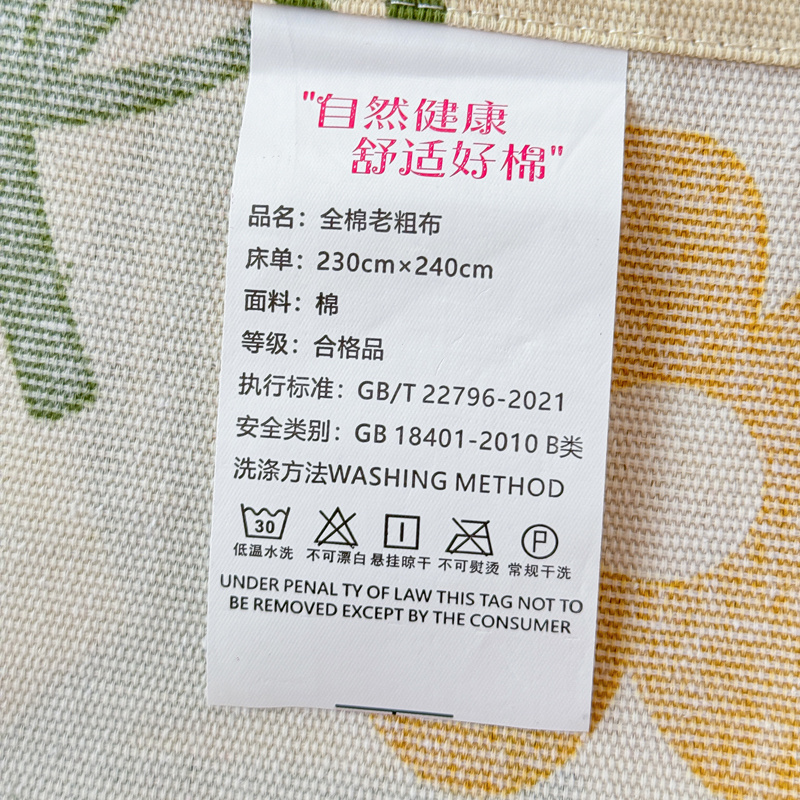 "自然健康
舒适好棉"
品名：全棉老粗布
床单：230cm×240cm
面料：棉
等级：合格品
执行标准：GB/T 22796-2021
安全类别：GB 18401-2010 B类
洗涤方法WASHING METHOD
30
P
低温水洗 不可漂白 悬挂晾干 不可熨烫 常规干洗
UNDER PENAL TY OF LAW THIS TAG NOT TO
BE REMOVED EXCEPT BY THE CONSUMER